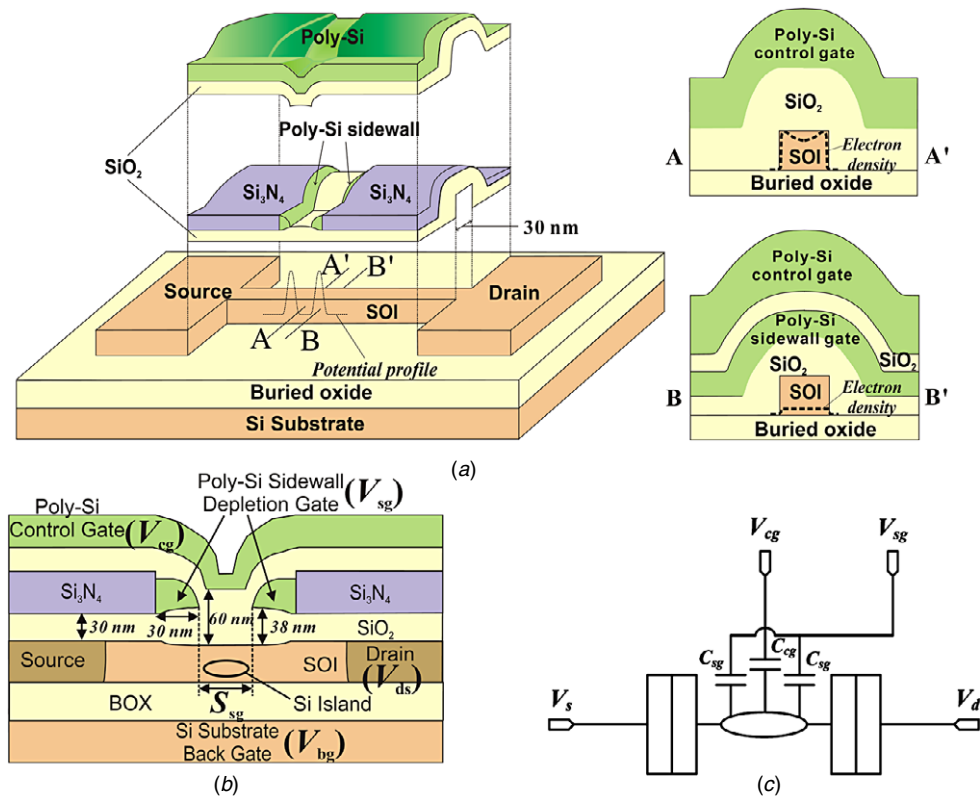 Poly-Si
SiO2
Poly-Si sidewall
Si3N4
Si3N4
30 nm
A'
B'
Source
Drain
SOI
A
B
Potential profile
Buried oxide
Si Substrate
Poly-Si
control gate
SiO2
Electron
density
SOI
A
A'
Buried oxide
Poly-Si
control gate
Poly-Si
sidewall gate
SiO2
SiO2
SOI
Electron
density
B
B'
Buried oxide
(a)
Poly-Si
Control Gate (Vcg)
Poly-Si Sidewall
Depletion Gate (Vsg)
Si3N4
Si3N4
30 nm
30 nm
60 nm
38 nm
SiO2
Source
SOI
Drain
(Vds)
BOX
Ssg
Si Island
Si Substrate
Back Gate
(Vbg)
(b)
Vcg
Vsg
Csg
Ccg
Csg
Vs
Vd
(c)